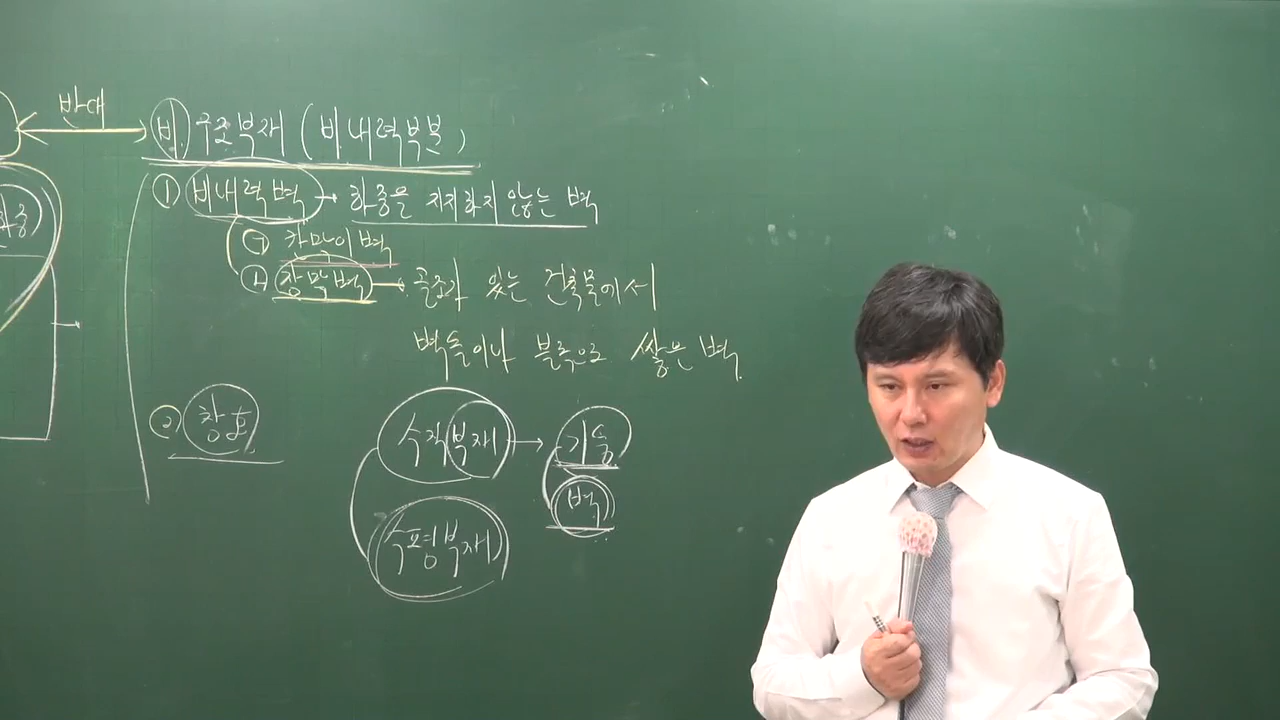 반대
비구조부재 (비내력부분)
하중)
① 비내력벽 → 하중을 지지하지 않는 벽
㉠ 칸막이벽
㉡ 장막벽 → 골조가 있는 건축물에서
벽돌이나 블록으로 쌓은 벽.
② 창호
수직부재 → 기둥
벽
수평부재